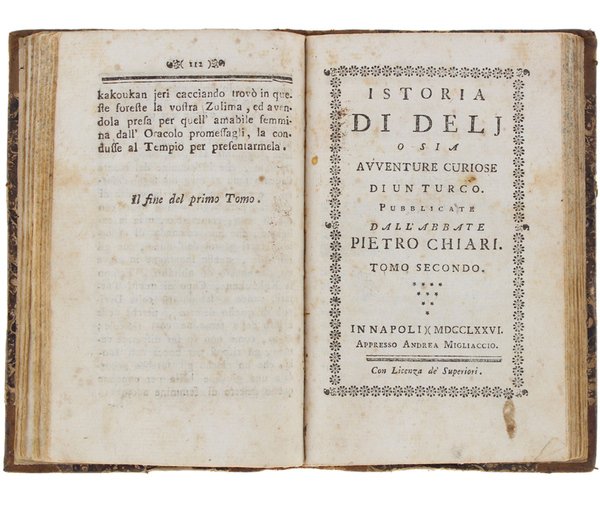 ( 112 )
kakoukan jeri cacciando trovò in que-
ste foreste la vostra Zulima, ed aven-
dola presa per quell' amabile femmi-
na dall' Oracolo promessagli, la con-
dusse al Tempio per presentarmela.
Il fine del primo Tomo.
ISTORIA
DI DELJ
O SIA
AVVENTURE CURIOSE
DI UN TURCO.
PUBBLICATE
DALL'ABBATE
PIETRO CHIARI.
TOMO SECONDO.
IN NAPOLI )( MDCCLXXVI.
APPRESSO ANDREA MIGLIACCIO.
Con Licenza de' Superiori.